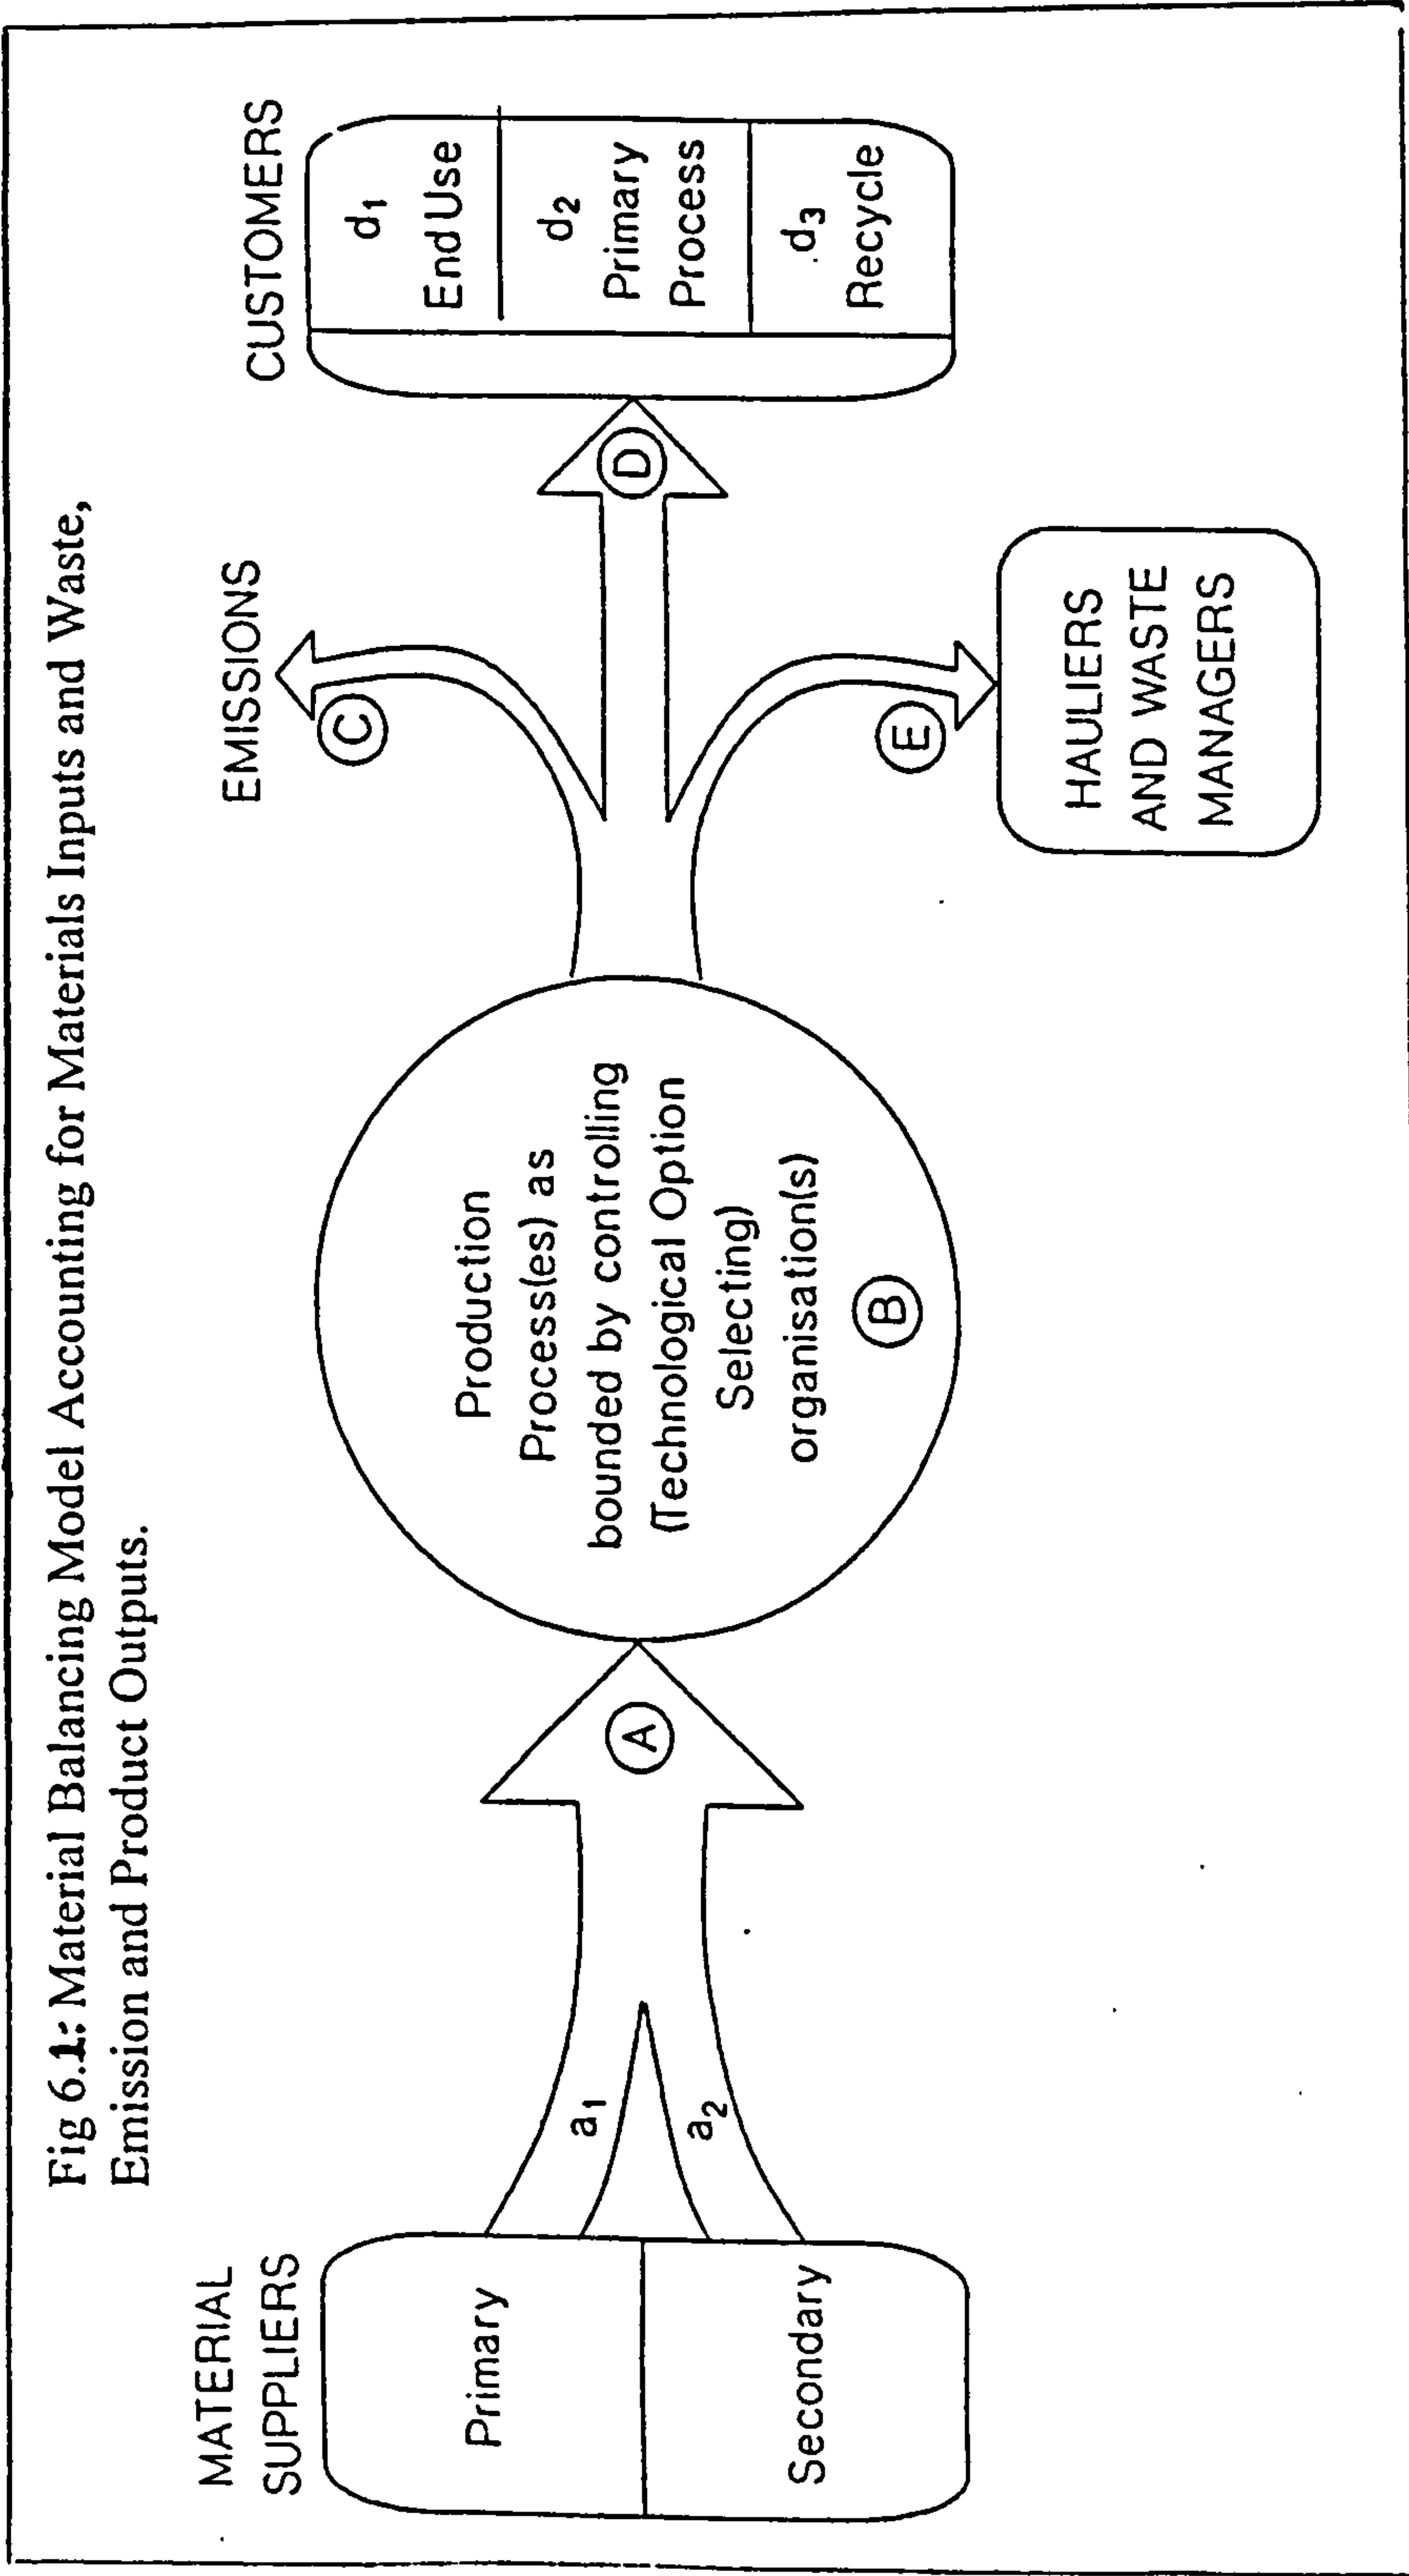 Fig 6.1: Material Balancing Model Accounting for Materials Inputs and Waste,
Emission and Product Outputs.
MATERIAL
SUPPLIERS
Primary
Secondary
a1
a2
A
Production
Process(es) as
bounded by controlling
(Technological Option
Selecting)
organisation(s)
B
EMISSIONS
C
D
E
HAULIERS
AND WASTE
MANAGERS
CUSTOMERS
d1
End Use
d2
Primary
Process
d3
Recycle